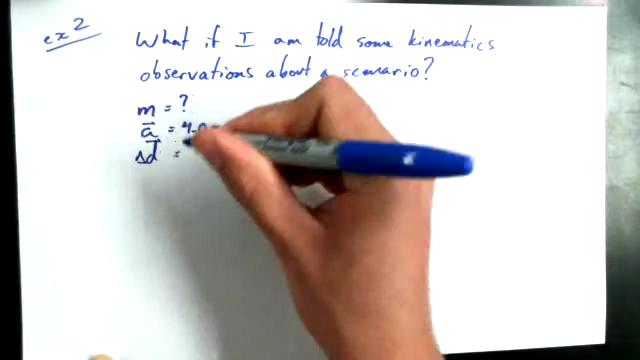 ex 2
What if I am told some kinematics
observations about a scenario?
m = ?
a⃗ = 4.0
Δd⃗ =